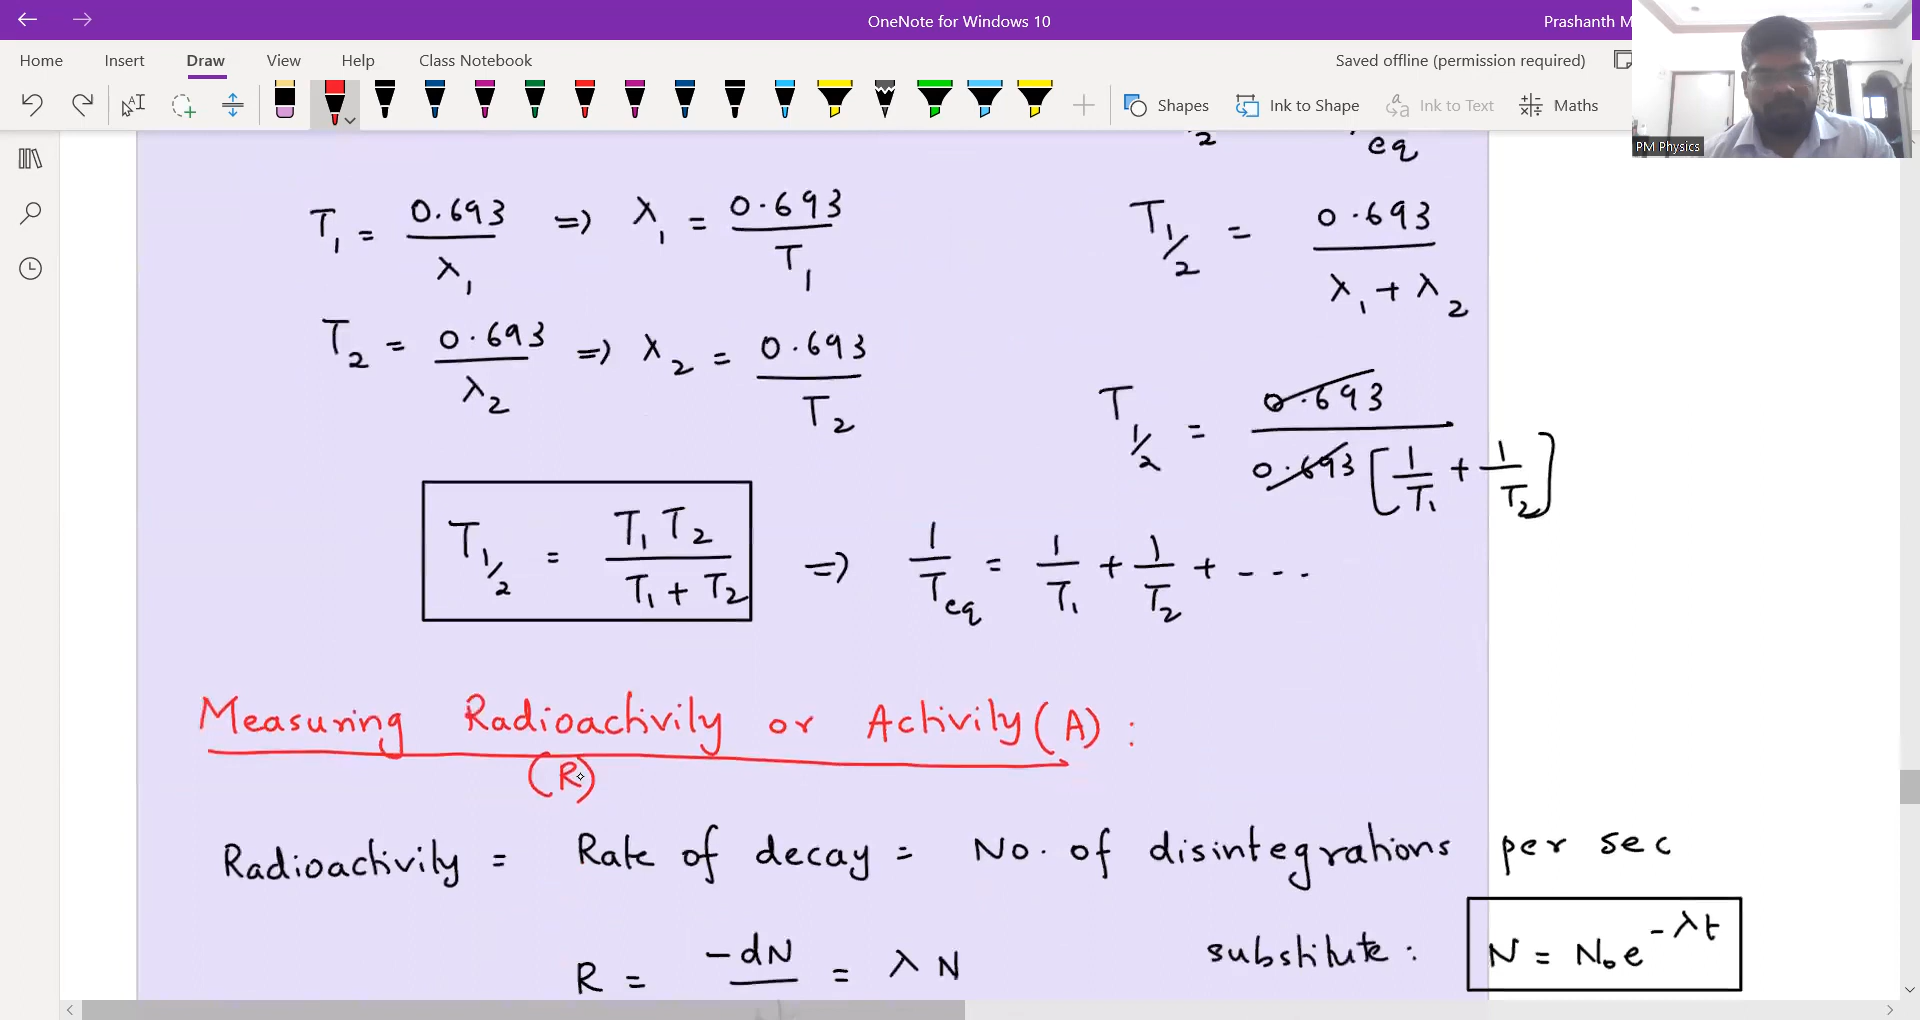 OneNote for Windows 10
Prashanth M
Home Insert Draw View Help Class Notebook
Saved offline (permission required)
Shapes Ink to Shape Ink to Text Maths
PM Physics
2 eq
T₁ = 0.693/λ₁ => λ₁ = 0.693/T₁
T₁/₂ = 0.693/(λ₁ + λ₂)
T₂ = 0.693/λ₂ => λ₂ = 0.693/T₂
T₁/₂ = 0.693/0.693[1/T₁ + 1/T₂]
T₁/₂ = T₁ T₂/(T₁ + T₂) => 1/Teq = 1/T₁ + 1/T₂ + - - -
Measuring Radioactivity or Activity (A) :
(R)
Radioactivity = Rate of decay = No. of disintegrations per sec
R = -dN = λ N
substitute : N = N₀e^-λt